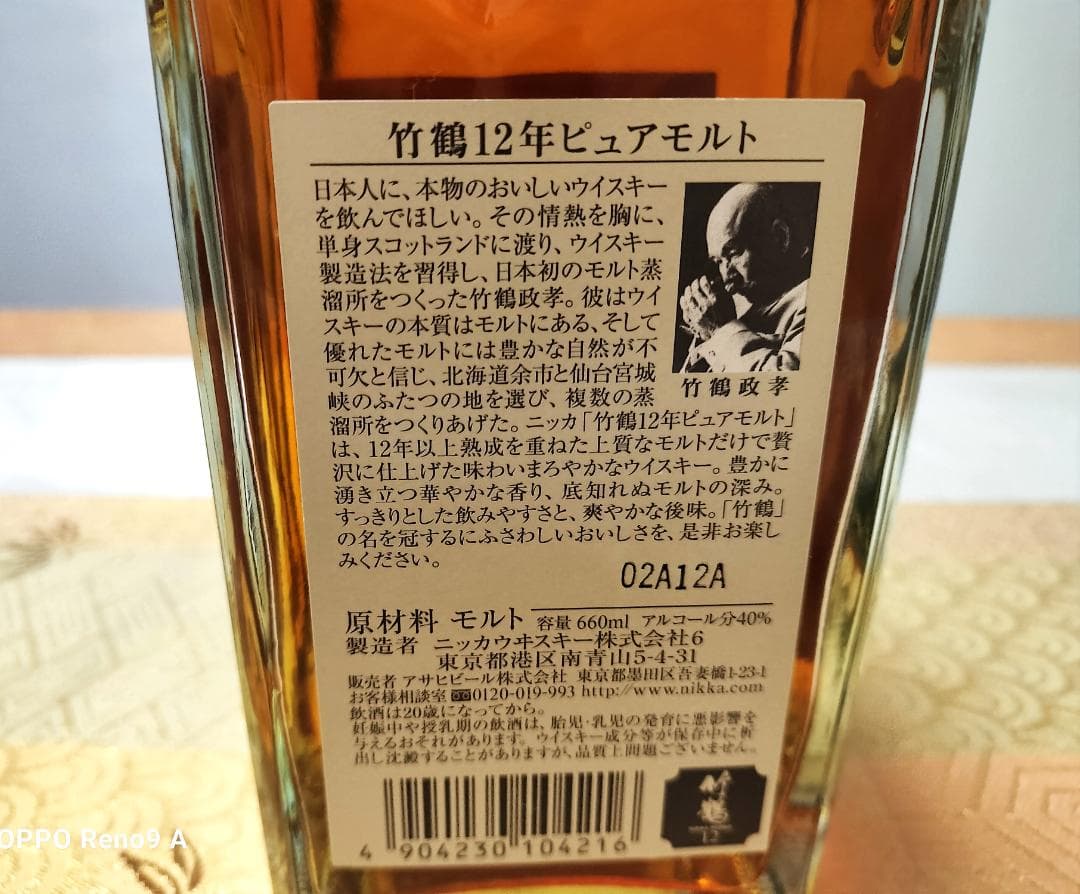 竹鶴12年ピュアモルト
日本人に、本物のおいしいウイスキー
を飲んでほしい。その情熱を胸に、
単身スコットランドに渡り、ウイスキー
製造法を習得し、日本初のモルト蒸
溜所をつくった竹鶴政孝。彼はウイ
スキーの本質はモルトにある、そして
優れたモルトには豊かな自然が不
可欠と信じ、北海道余市と仙台宮城
峡のふたつの地を選び、複数の蒸
溜所をつくりあげた。ニッカ「竹鶴12年ピュアモルト」
は、12年以上熟成を重ねた上質なモルトだけで贅
沢に仕上げた味わいまろやかなウイスキー。豊かに
湧き立つ華やかな香り、底知れぬモルトの深み。
すっきりとした飲みやすさと、爽やかな後味。「竹鶴」
の名を冠するにふさわしいおいしさを、是非お楽し
みください。
竹鶴政孝
02A12A
原材料 モルト 容量 660ml アルコール分40%
製造者 ニッカウヰスキー株式会社6
東京都港区南青山5-4-31
販売者 アサヒビール株式会社 東京都墨田区吾妻橋1-23-1
お客様相談室 0120-019-993 http://www.nikka.com
飲酒は20歳になってから。
妊娠中や授乳期の飲酒は、胎児・乳児の発育に悪影響を
与えるおそれがあります。ウイスキー成分等が保存中に析
出し沈澱することがありますが、品質上問題ございません。
4 904230 104216
竹鶴
12
OPPO Reno9 A